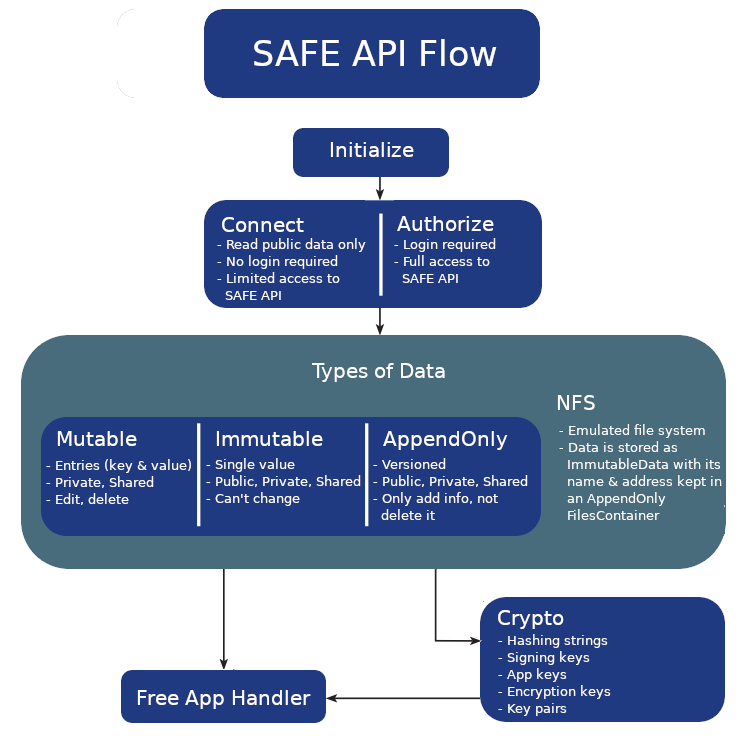 SAFE API Flow
Initialize
Connect
- Read public data only
- No login required
- Limited access to
SAFE API
Authorize
- Login required
- Full access to
SAFE API
Types of Data
Mutable
- Entries (key & value)
- Private, Shared
- Edit, delete
Immutable
- Single value
- Public, Private, Shared
- Can't change
AppendOnly
- Versioned
- Public, Private, Shared
- Only add info, not
delete it
NFS
- Emulated file system
- Data is stored as
ImmutableData with its
name & address kept in
an AppendOnly
FilesContainer
Crypto
- Hashing strings
- Signing keys
- App keys
- Encryption keys
- Key pairs
Free App Handler